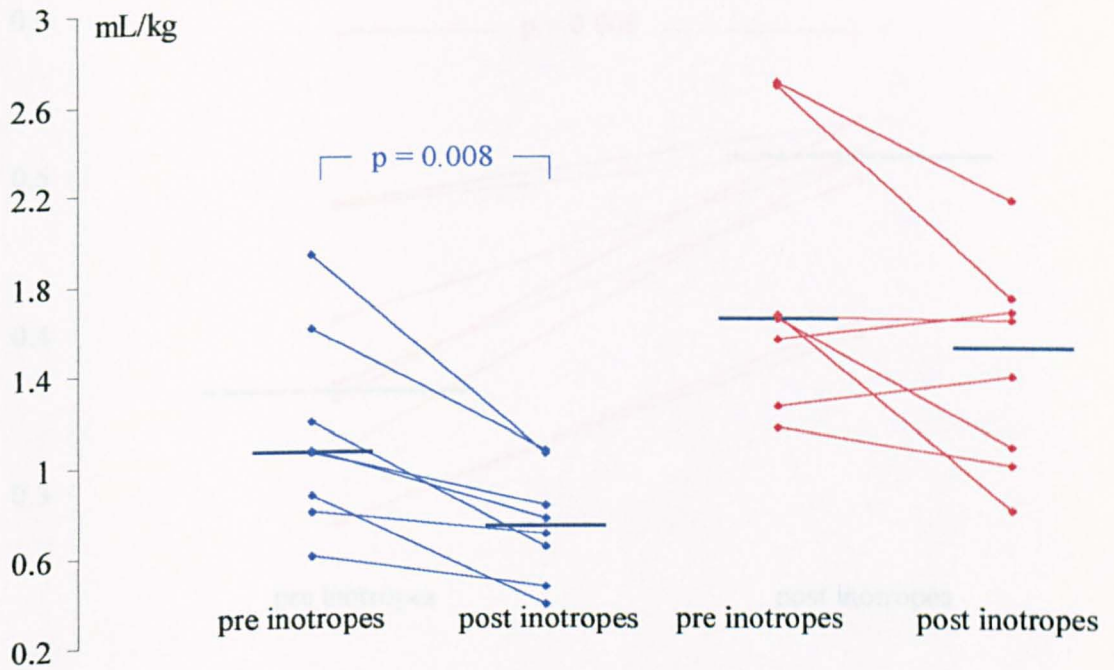 3
mL/kg
2.6
p = 0.008
2.2
1.8
1.4
1
0.6
0.2
pre inotropes
post inotropes
pre inotropes
post inotropes